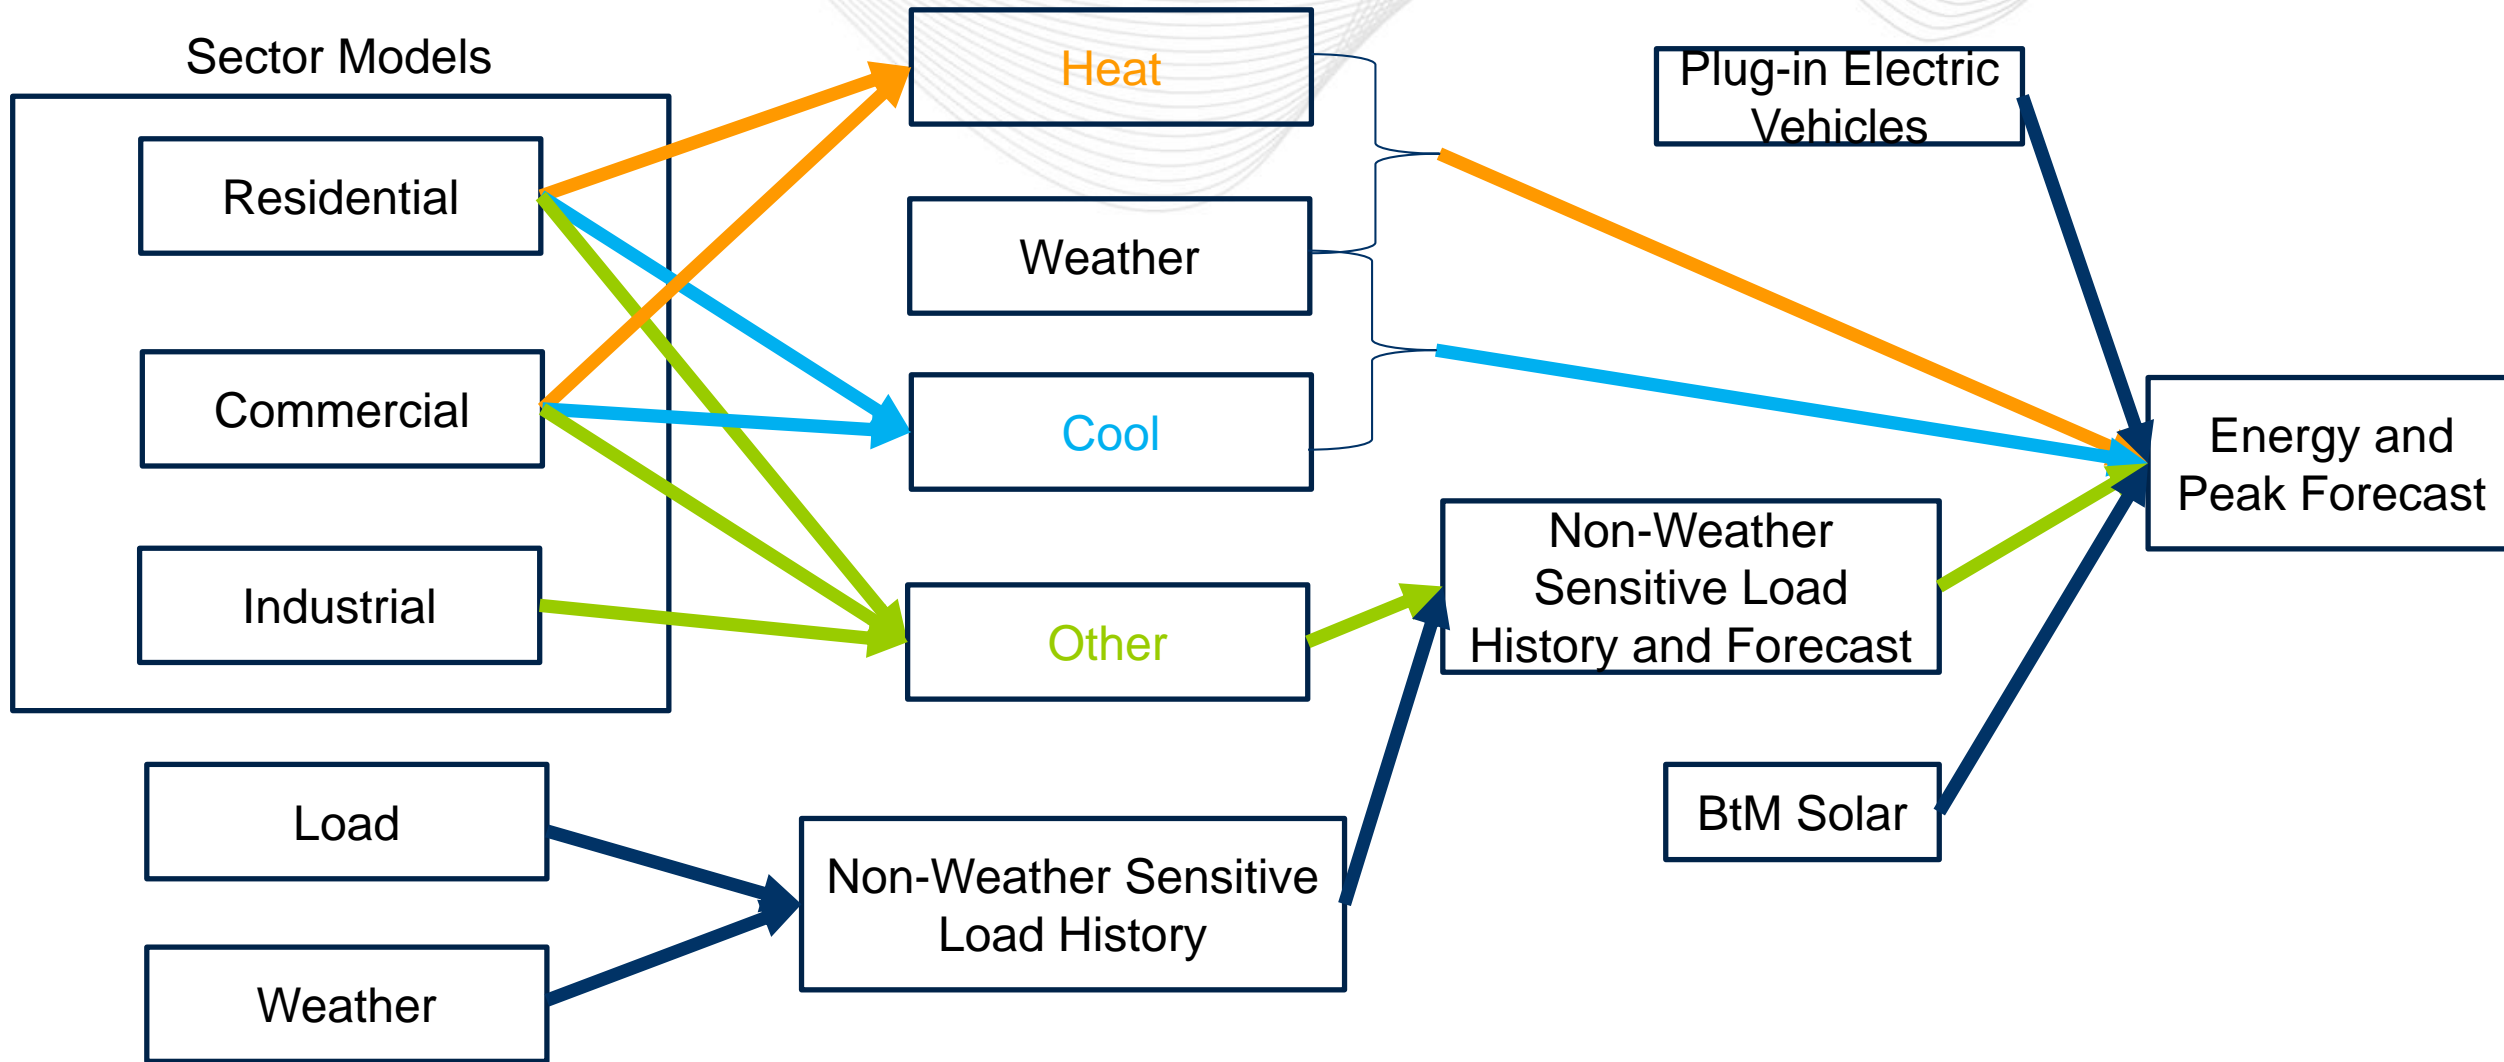 Sector Models
Residential
Commercial
Industrial
Load
Weather
Heat
Weather
Cool
Other
Non-Weather Sensitive
Load History
Plug-in Electric
Vehicles
Non-Weather
Sensitive Load
History and Forecast
BtM Solar
Energy and
Peak Forecast